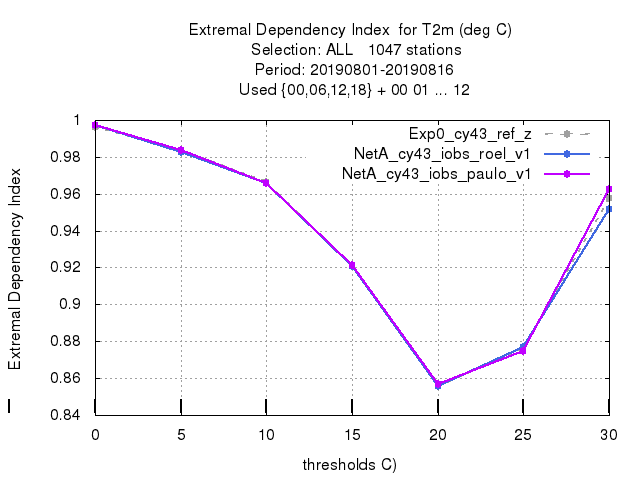 Extremal Dependency Index  for T2m (deg C)
Selection: ALL   1047 stations
Period: 20190801-20190816
Used {00,06,12,18} + 00 01 ... 12
Exp0_cy43_ref_z
NetA_cy43_iobs_roel_v1
NetA_cy43_iobs_paulo_v1
Extremal Dependency Index
1
0.98
0.96
0.94
0.92
0.9
0.88
0.86
0.84
0 5 10 15 20 25 30
thresholds C)